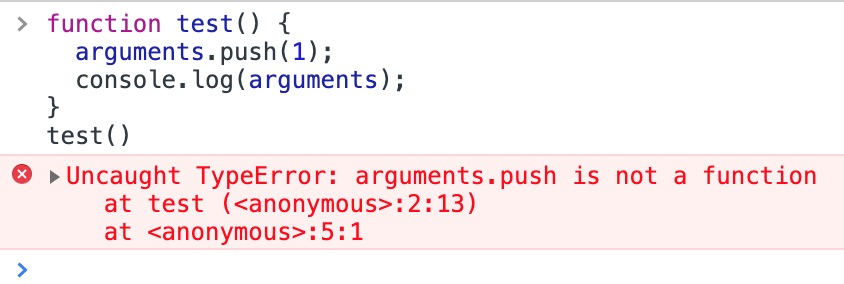 > function test() {
  arguments.push(1);
  console.log(arguments);
}
test()
Uncaught TypeError: arguments.push is not a function
    at test (<anonymous>:2:13)
    at <anonymous>:5:1
>